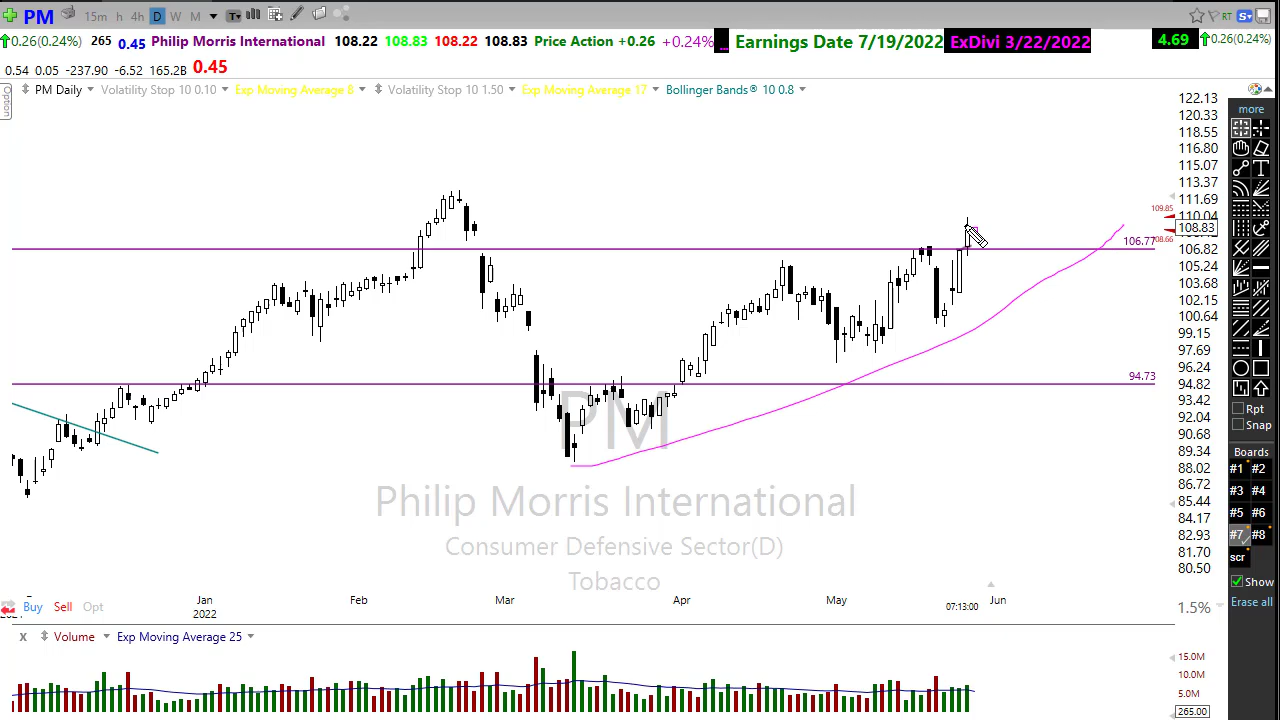 PM 15m h 4h D W M T RT S
0.26(0.24%) 265 0.45 Philip Morris International 108.22 108.83 108.22 108.83 Price Action +0.26 +0.24% ... Earnings Date 7/19/2022 ExDivi 3/22/2022 4.69 0.26(0.24%)
0.54 0.05 -237.90 -6.52 165.2B 0.45
Option
PM Daily Volatility Stop 10 0.10 Exp Moving Average 8 Volatility Stop 10 1.50 Exp Moving Average 17 Bollinger Bands® 10 0.8
122.13
120.33
118.55
116.80
115.07
113.37
111.69
109.85
110.04
108.83
108.66
106.77
106.82
105.24
103.68
102.15
100.64
99.15
97.69
96.24
94.73
94.82
93.42
92.04
90.68
89.34
88.02
86.72
85.44
84.17
82.93
81.70
80.50
more
T
Rpt
Snap
Boards
#1 #2
#3 #4
#5 #6
#7 #8
scr
Show
Erase all
PM
Philip Morris International
Consumer Defensive Sector(D)
Tobacco
Jan Feb Mar Apr May 07:13:00 Jun
2022
Buy Sell Opt 1.5%
X Volume Exp Moving Average 25
15.0M
10.0M
5.0M
265.00